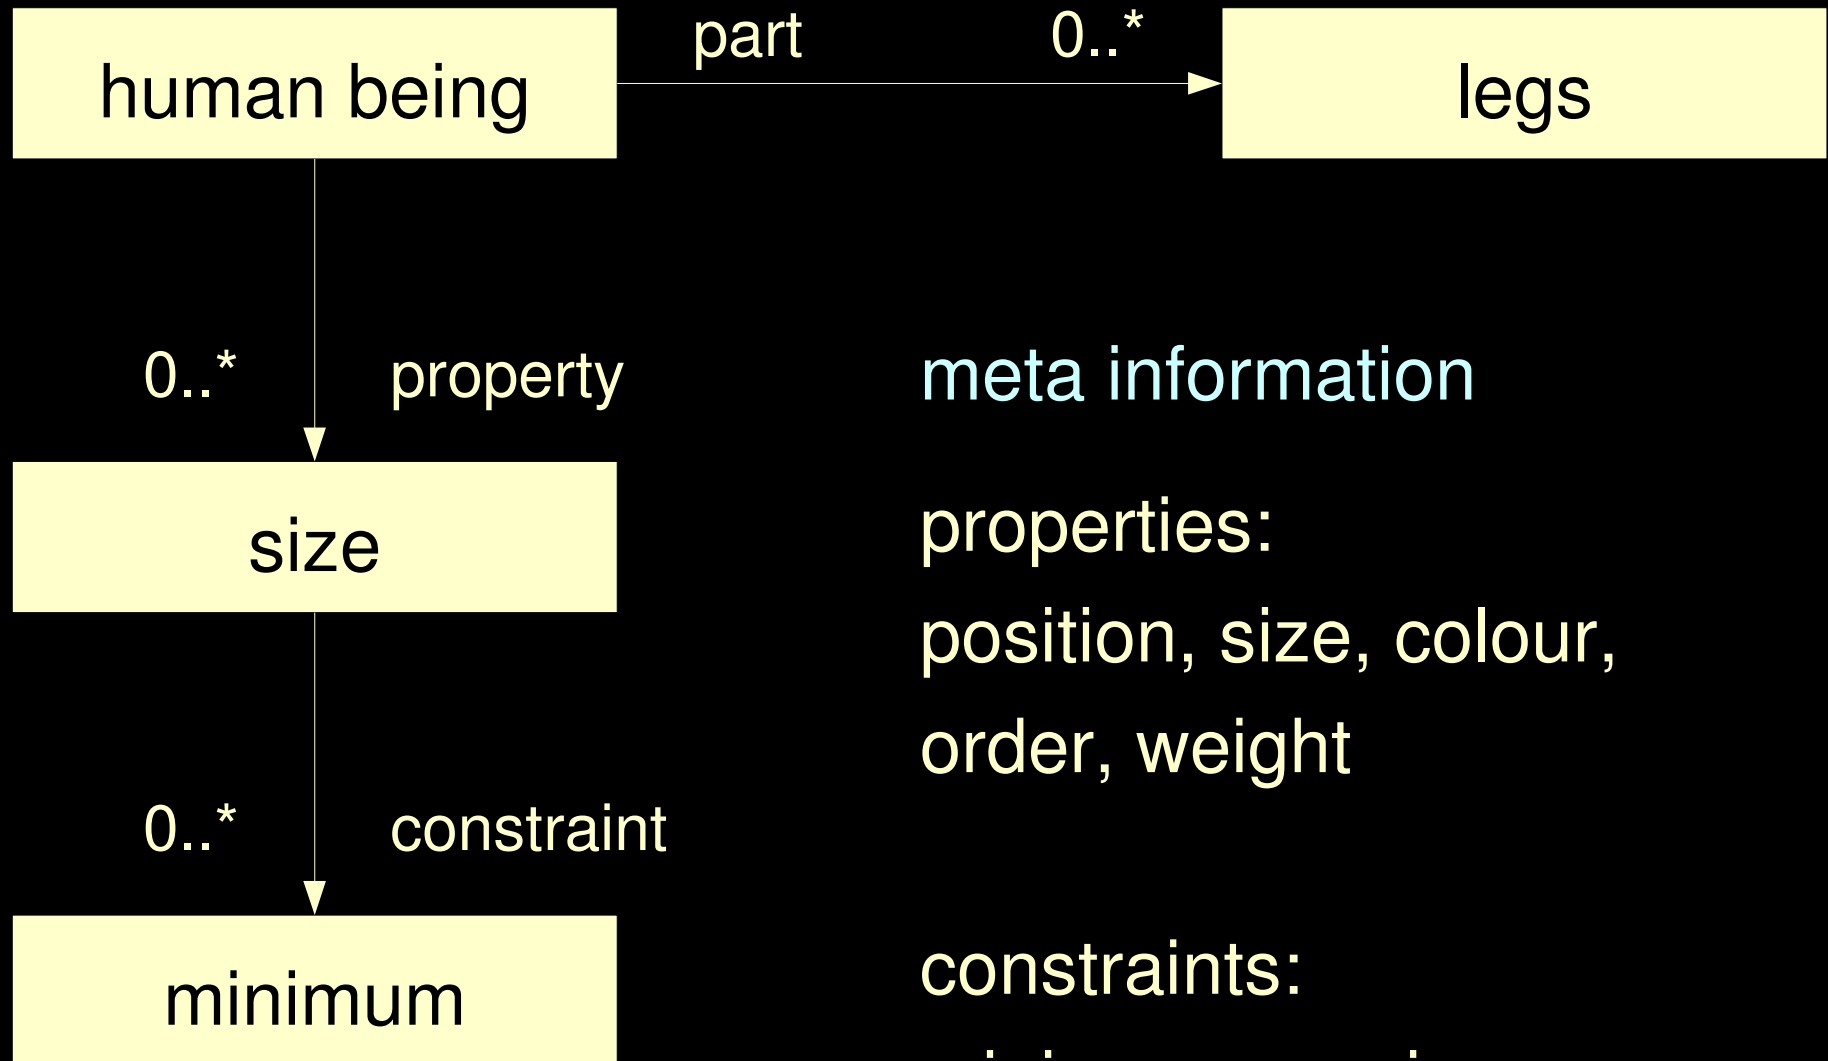 human being
part
0..*
legs
0..*
property
size
0..*
constraint
minimum
meta information
properties:
position, size, colour,
order, weight
constraints: